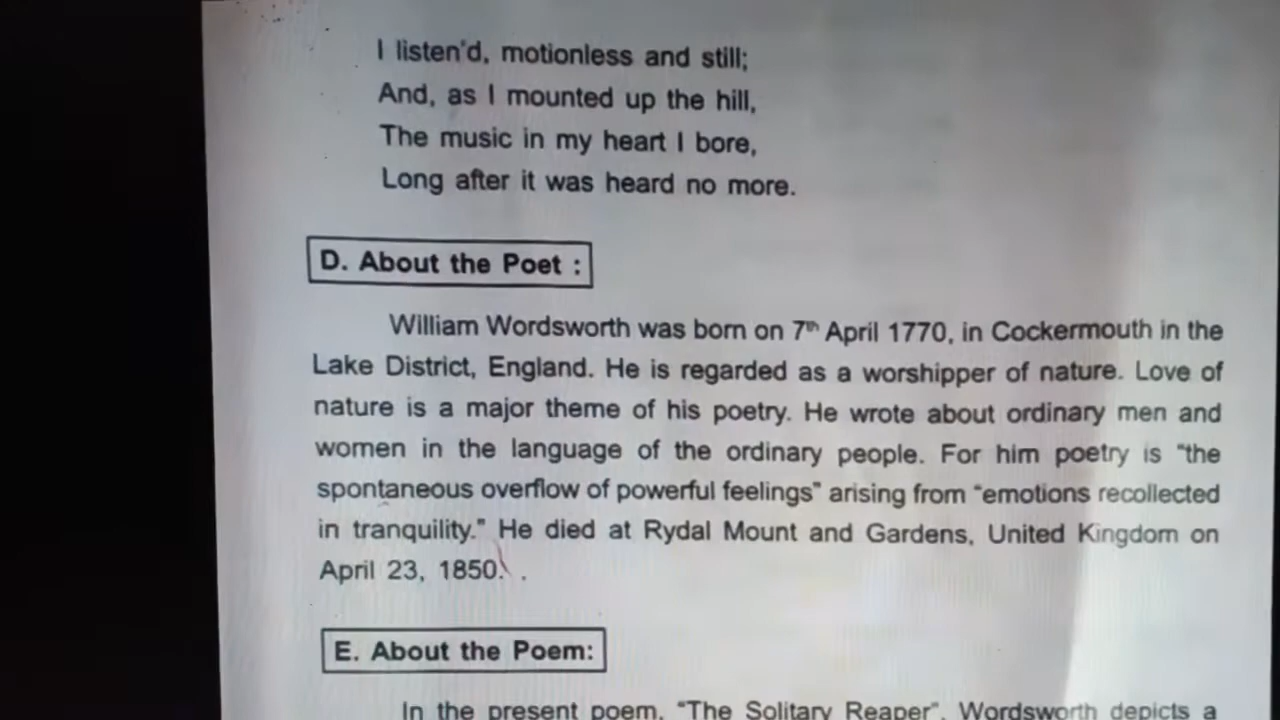 I listen'd, motionless and still;
And, as I mounted up the hill,
The music in my heart I bore,
Long after it was heard no more.
D. About the Poet :
William Wordsworth was born on 7th April 1770, in Cockermouth in the
Lake District, England. He is regarded as a worshipper of nature. Love of
nature is a major theme of his poetry. He wrote about ordinary men and
women in the language of the ordinary people. For him poetry is "the
spontaneous overflow of powerful feelings" arising from "emotions recollected
in tranquility." He died at Rydal Mount and Gardens, United Kingdom on
April 23, 1850. .
E. About the Poem:
In the present poem, "The Solitary Reaper", Wordsworth depicts a